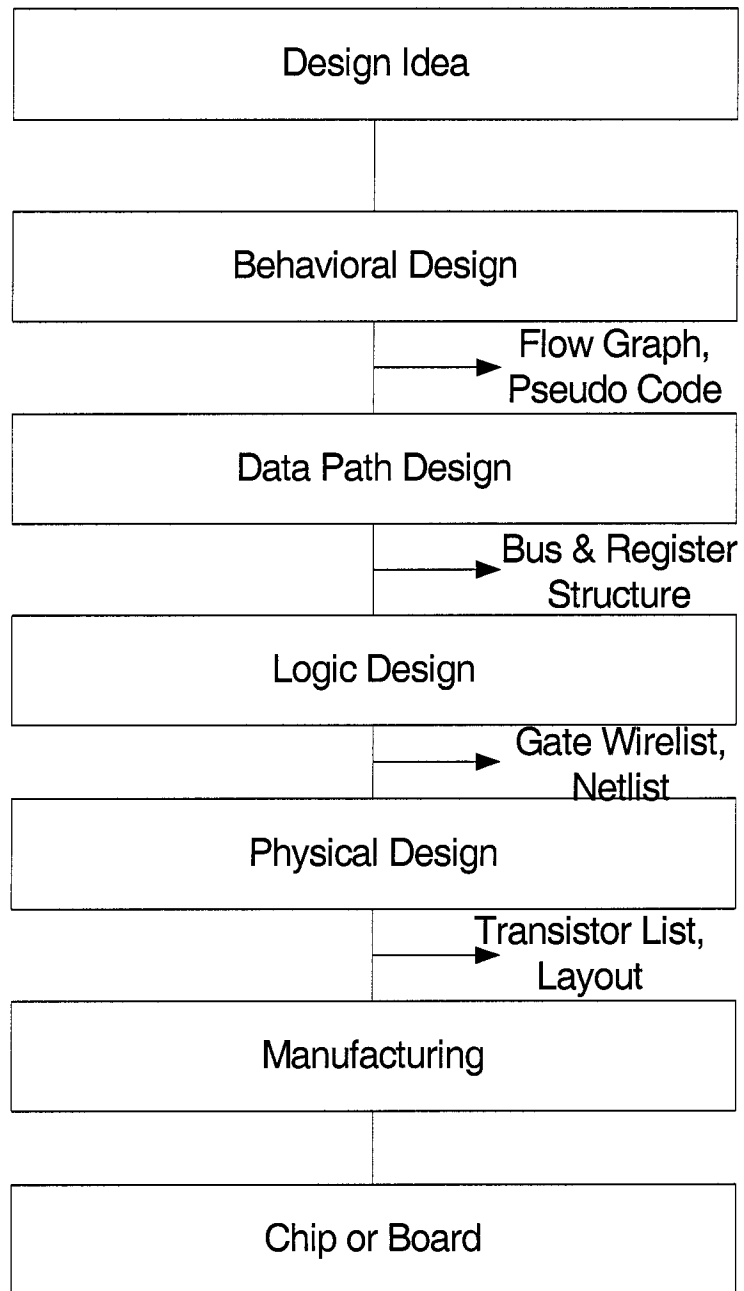 Design Idea
Behavioral Design
Flow Graph,
Pseudo Code
Data Path Design
Bus & Register
Structure
Logic Design
Gate Wirelist,
Netlist
Physical Design
Transistor List,
Layout
Manufacturing
Chip or Board